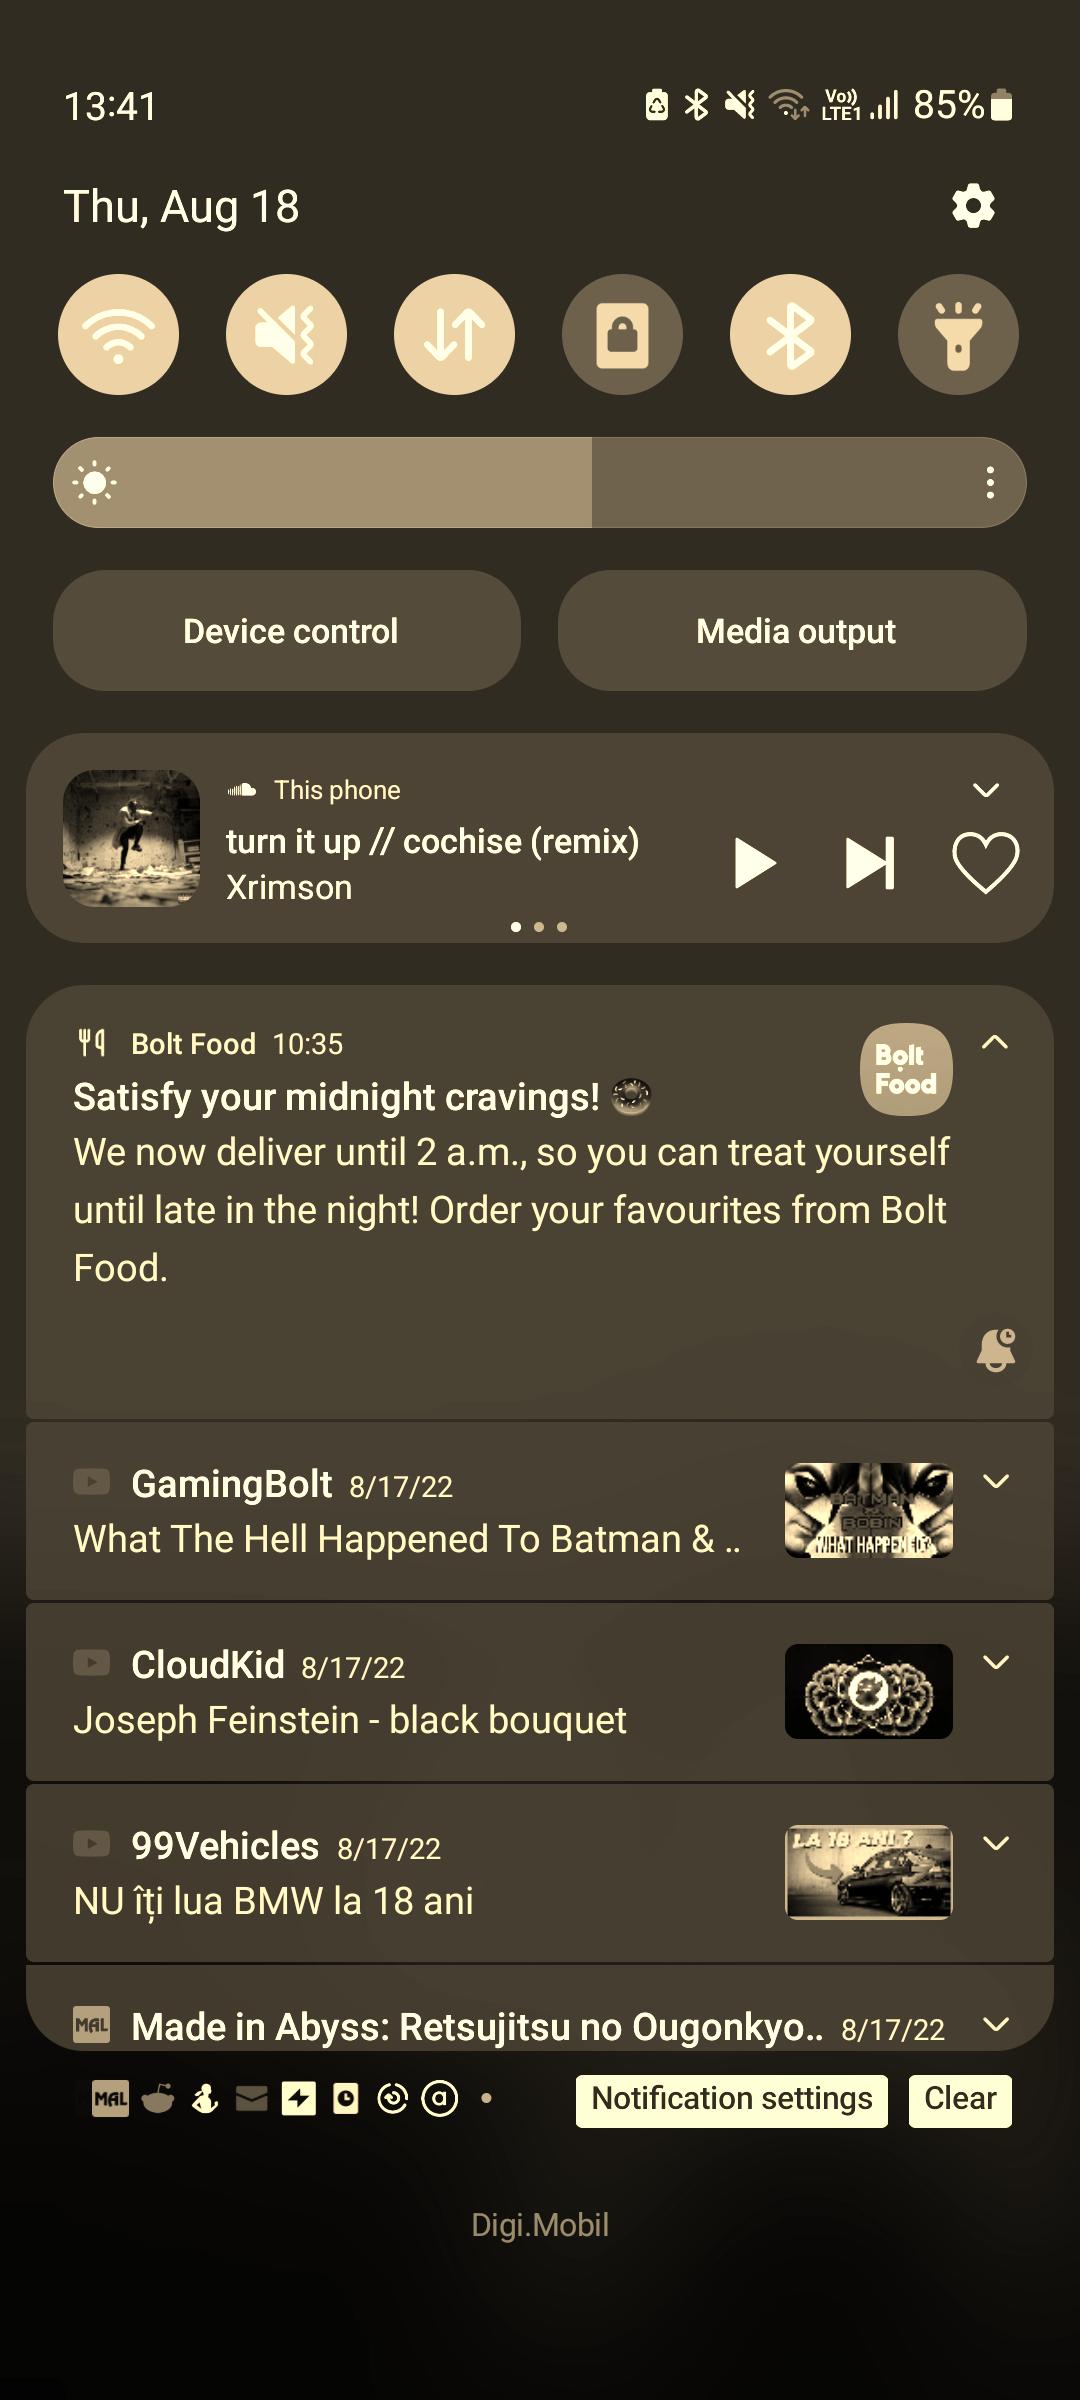 13:41
Vo)) LTE1 85%
Thu, Aug 18
Device control
Media output
This phone
turn it up // cochise (remix)
Xrimson
Bolt Food 10:35
Bolt Food
Satisfy your midnight cravings! 🍩
We now deliver until 2 a.m., so you can treat yourself
until late in the night! Order your favourites from Bolt
Food.
GamingBolt 8/17/22
What The Hell Happened To Batman & ..
BATMAN
ROBIN
WHAT HAPPENED?
CloudKid 8/17/22
Joseph Feinstein - black bouquet
99Vehicles 8/17/22
LA 18 ANI?
NU îți lua BMW la 18 ani
MAL Made in Abyss: Retsujitsu no Ougonkyo.. 8/17/22
MAL
Notification settings
Clear
Digi.Mobil